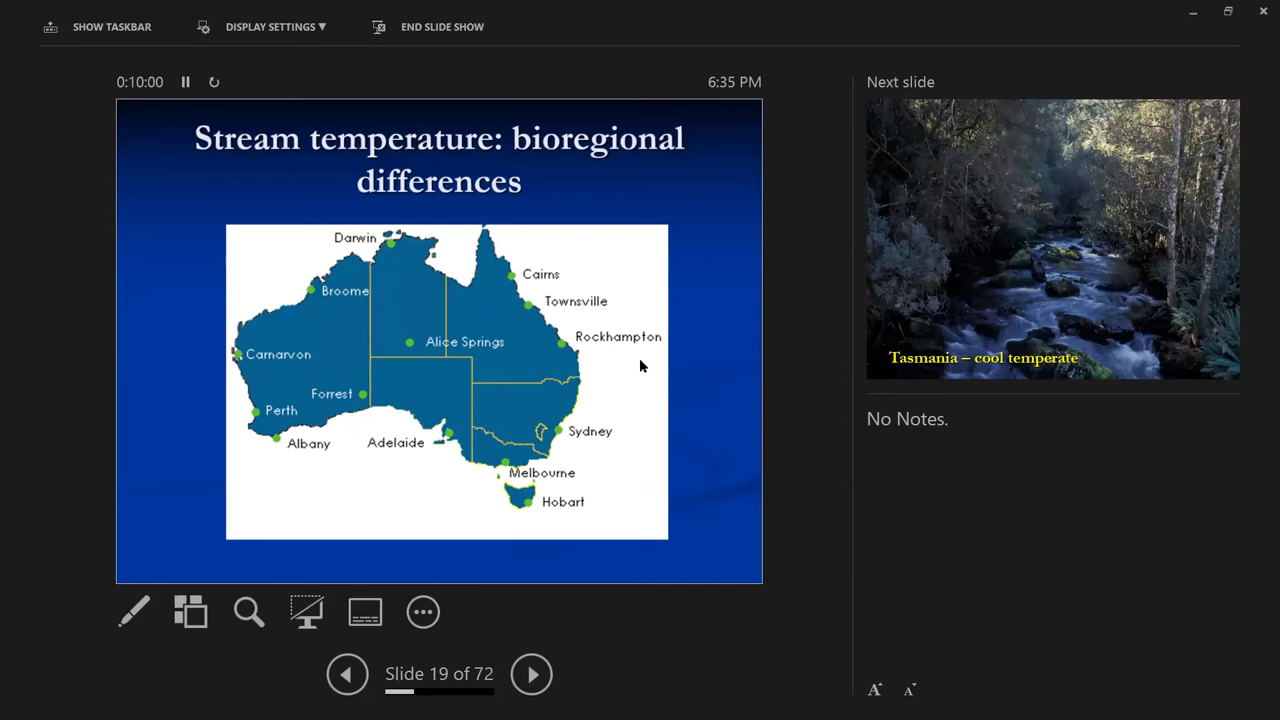 SHOW TASKBAR
DISPLAY SETTINGS ▼
END SLIDE SHOW
0:10:00
6:35 PM
Stream temperature: bioregional
differences
Darwin
Cairns
Broome
Townsville
Rockhampton
Alice Springs
Carnarvon
Forrest
Perth
Sydney
Albany
Adelaide
Melbourne
Hobart
Slide 19 of 72
Next slide
Tasmania – cool temperate
No Notes.
A A